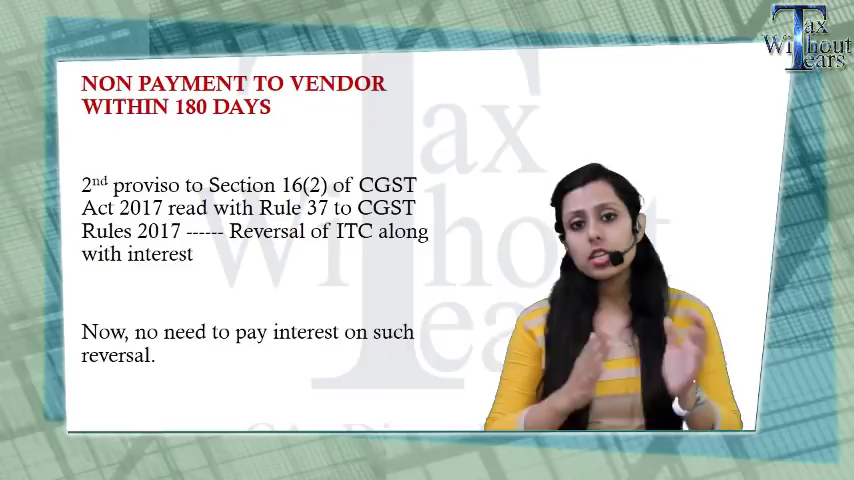 Tax
Without
Tears
NON PAYMENT TO VENDOR
WITHIN 180 DAYS
2nd proviso to Section 16(2) of CGST
Act 2017 read with Rule 37 to CGST
Rules 2017 ------ Reversal of ITC along
with interest
Now, no need to pay interest on such
reversal.